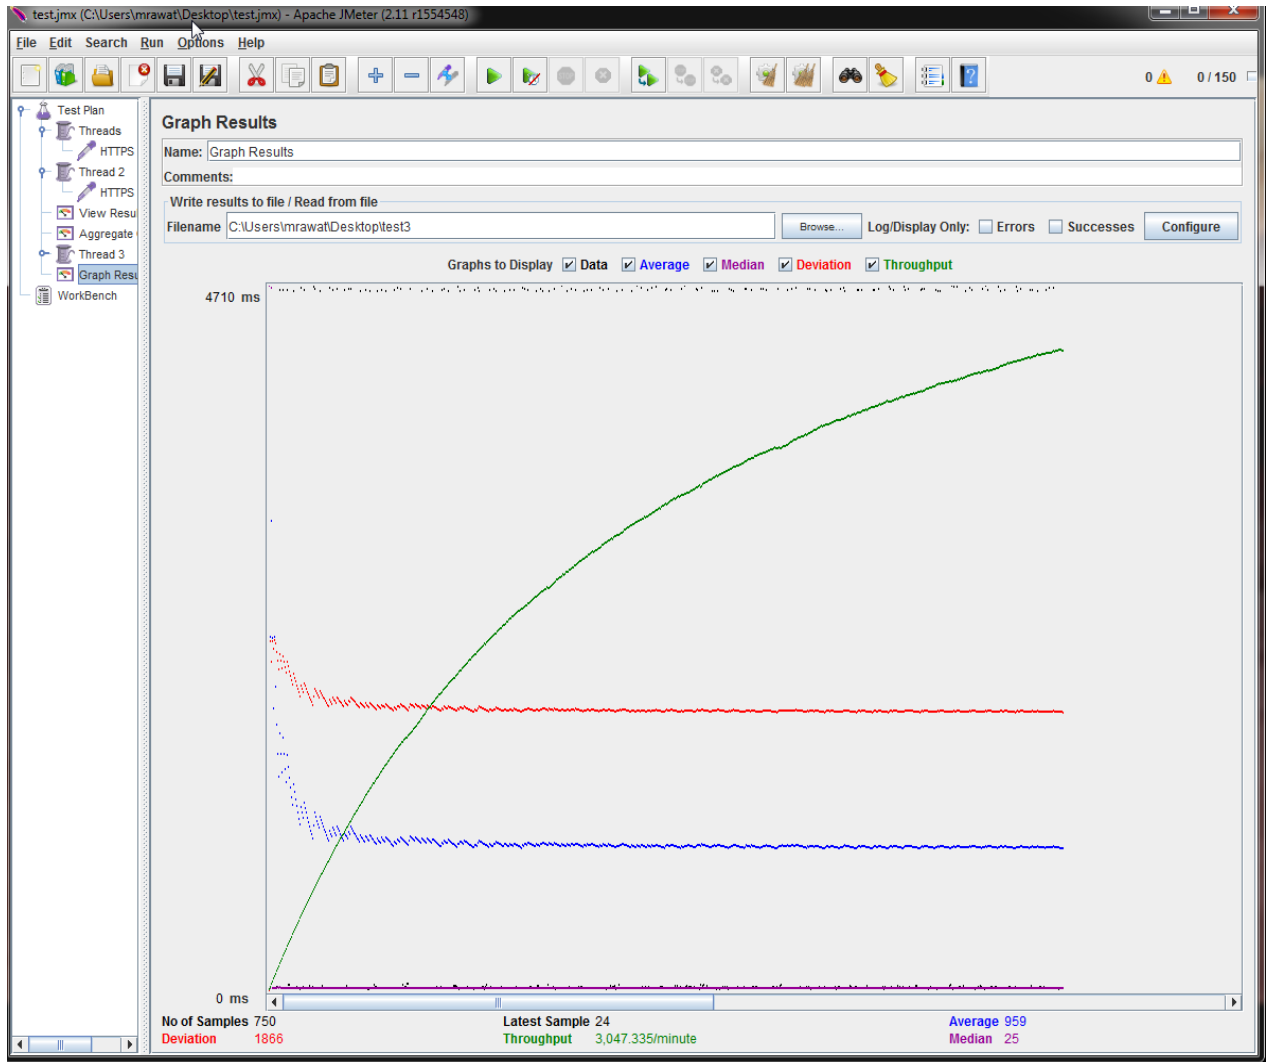 test.jmx (C:\Users\mrawat\Desktop\test.jmx) - Apache JMeter (2.11 r1554548)
File Edit Search Run Options Help
0 0 / 150
Test Plan
Threads
HTTPS
Thread 2
HTTPS
View Resu
Aggregate
Thread 3
Graph Resu
WorkBench
Graph Results
Name: Graph Results
Comments:
Write results to file / Read from file
Filename C:\Users\mrawat\Desktop\test3 Browse... Log/Display Only: Errors Successes Configure
Graphs to Display Data Average Median Deviation Throughput
4710 ms
0 ms
No of Samples 750 Latest Sample 24 Average 959
Deviation 1866 Throughput 3,047.335/minute Median 25